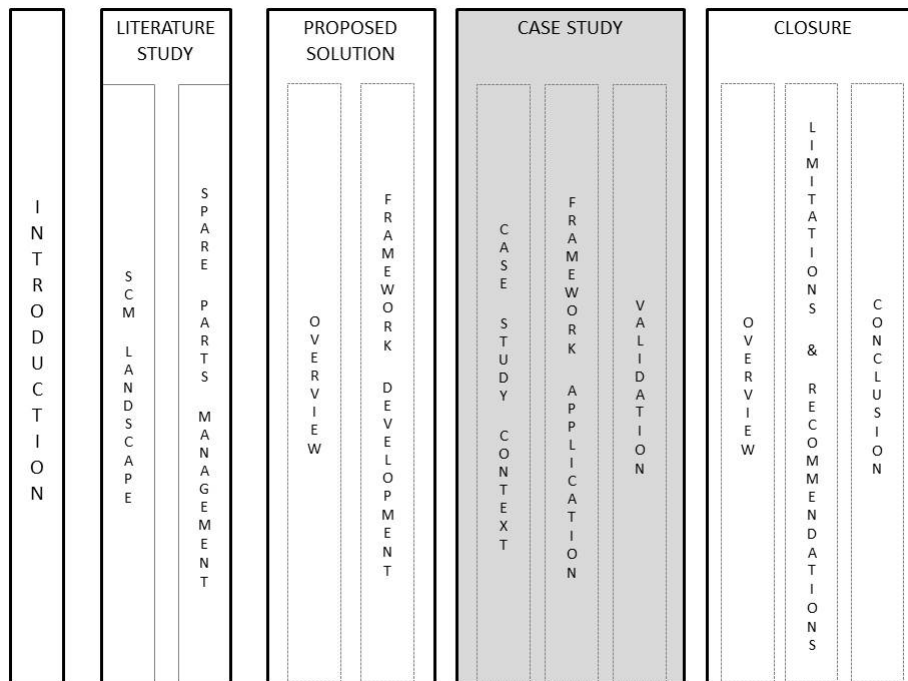 INTRODUCTION
LITERATURE
STUDY
SCM LANDSCAPE
SPARE PARTS MANAGEMENT
PROPOSED
SOLUTION
OVERVIEW
FRAMEWORK DEVELOPMENT
CASE STUDY
CASE STUDY CONTEXT
FRAMEWORK APPLICATION
VALIDATION
CLOSURE
OVERVIEW
LIMITATIONS & RECOMMENDATIONS
CONCLUSION